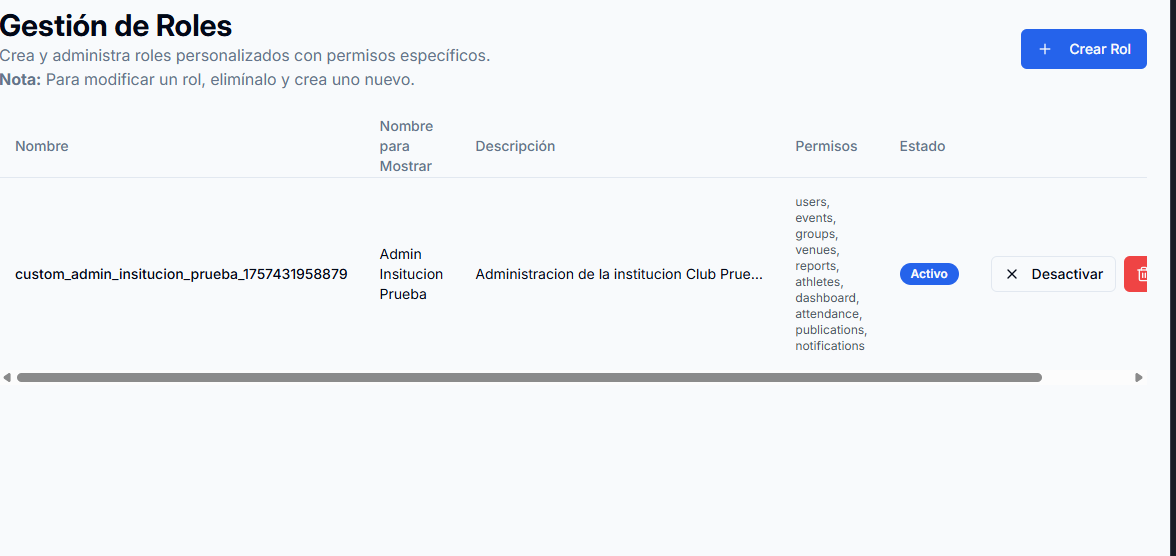 Gestión de Roles
Crea y administra roles personalizados con permisos específicos.
Nota: Para modificar un rol, elimínalo y crea uno nuevo.
Crear Rol
Nombre
Nombre
para
Mostrar
Descripción
Permisos
Estado
custom_admin_insitucion_prueba_1757431958879
Admin
Insitucion
Prueba
Administracion de la institucion Club Prue...
users,
events,
groups,
venues,
reports,
athletes,
dashboard,
attendance,
publications,
notifications
Activo
Desactivar